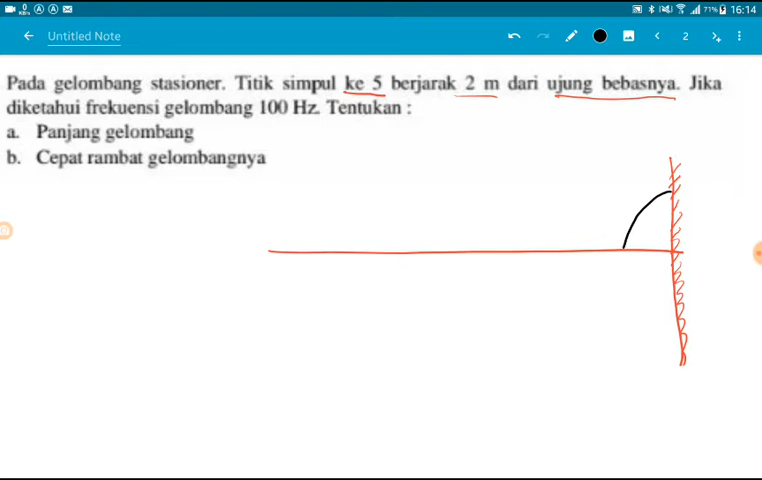 71% 16:14
Untitled Note 2
Pada gelombang stasioner. Titik simpul ke 5 berjarak 2 m dari ujung bebasnya. Jika
diketahui frekuensi gelombang 100 Hz. Tentukan :
a. Panjang gelombang
b. Cepat rambat gelombangnya